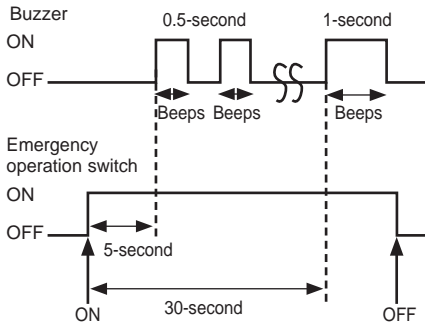 Buzzer
0.5-second
1-second
ON
OFF
Beeps
Beeps
Beeps
Emergency
operation switch
ON
OFF
5-second
30-second
ON
OFF